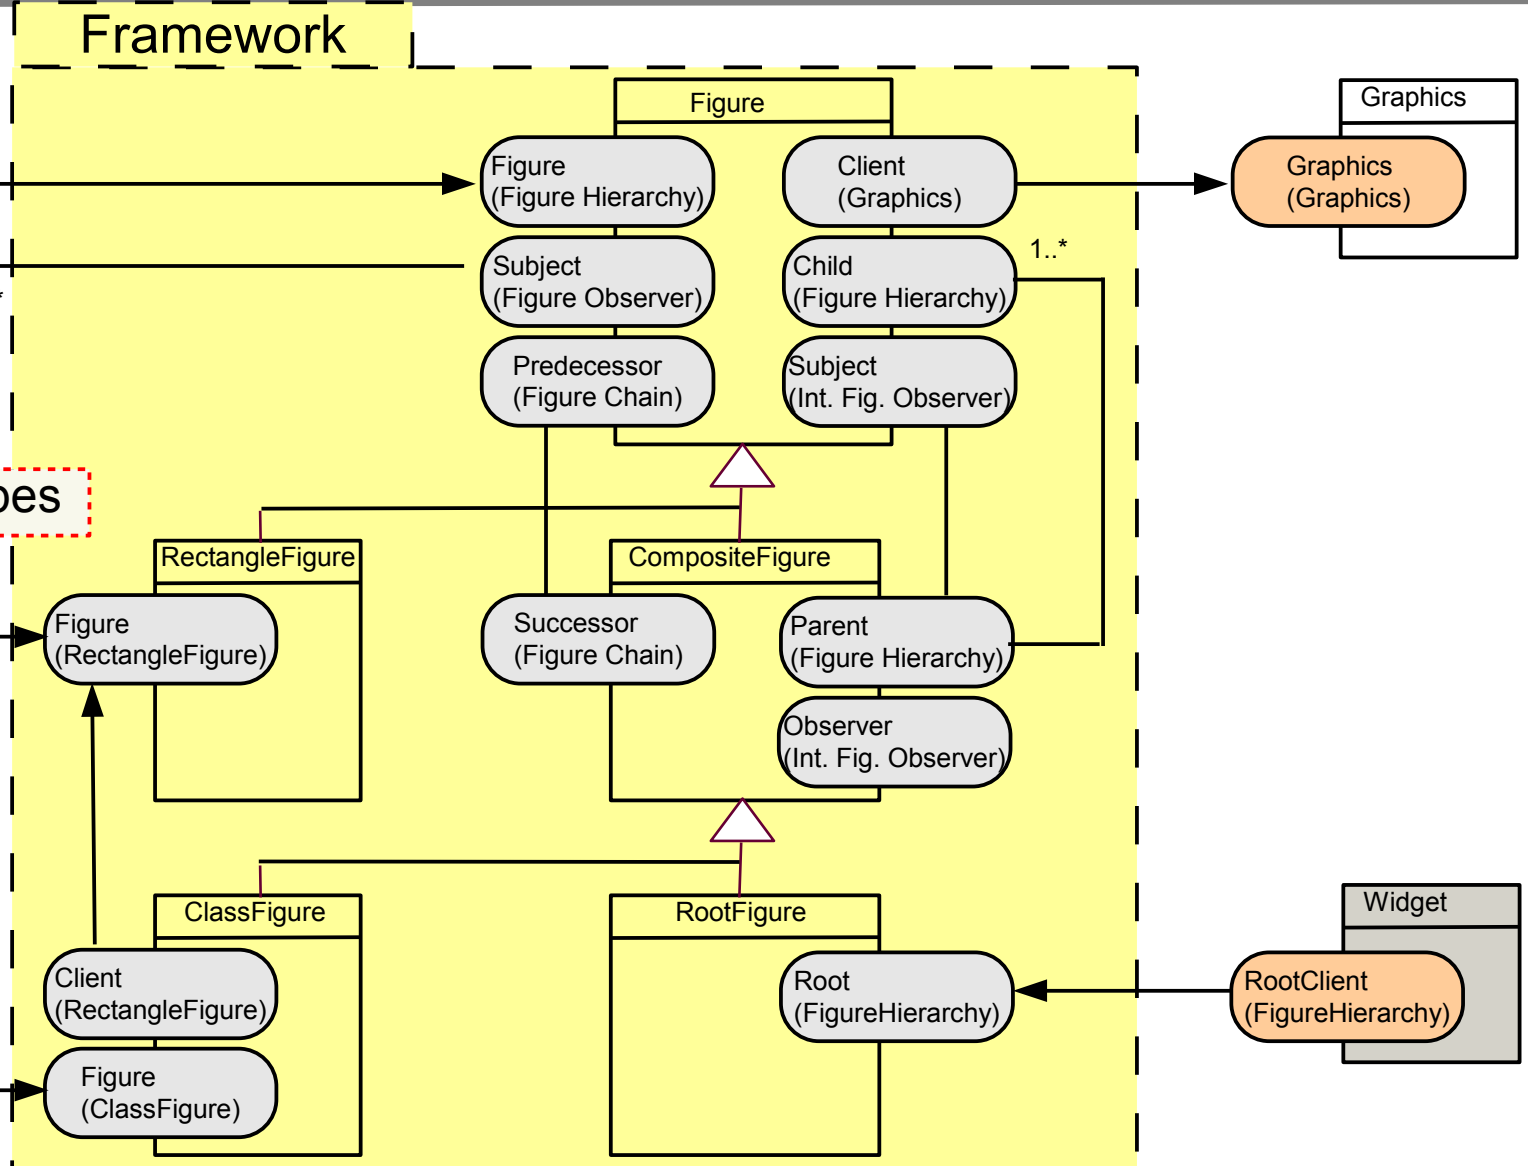 Framework
Figure
Graphics
Figure
(Figure Hierarchy)
Client
(Graphics)
Graphics
(Graphics)
Subject
(Figure Observer)
Child
(Figure Hierarchy)
1..*
*
Predecessor
(Figure Chain)
Subject
(Int. Fig. Observer)
RectangleFigure
CompositeFigure
Figure
(RectangleFigure)
Successor
(Figure Chain)
Parent
(Figure Hierarchy)
Observer
(Int. Fig. Observer)
ClassFigure
RootFigure
Widget
Client
(RectangleFigure)
Root
(FigureHierarchy)
RootClient
(FigureHierarchy)
Figure
(ClassFigure)